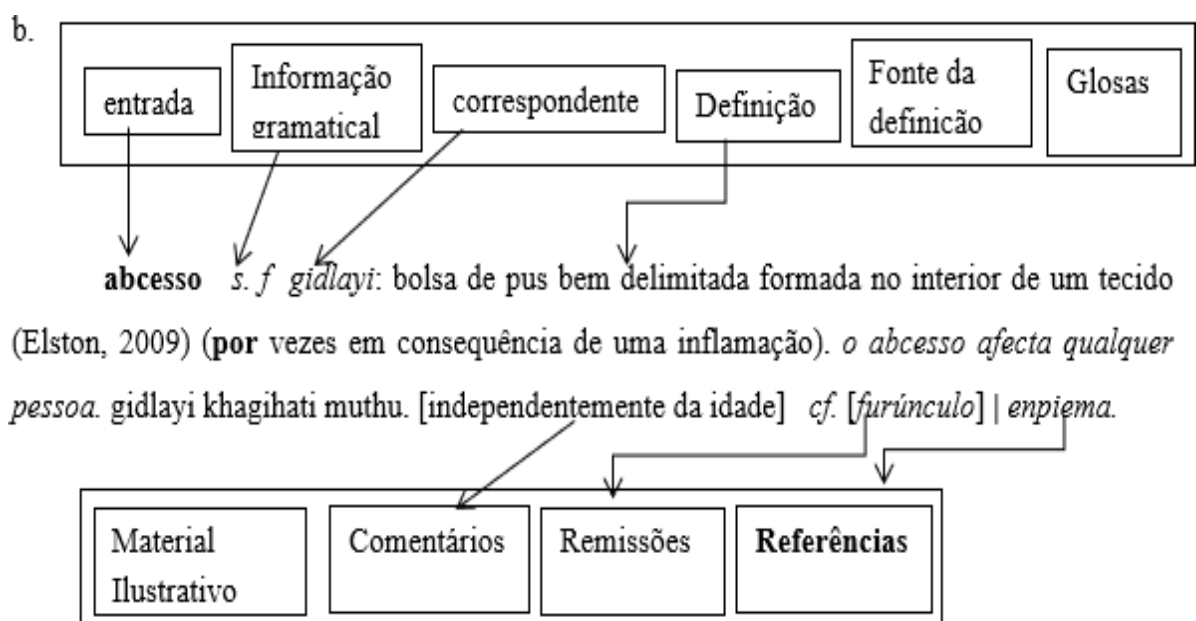 b.
entrada
Informação
gramatical
correspondente
Definição
Fonte da
definicão
Glosas
abcesso s. f gidlayi: bolsa de pus bem delimitada formada no interior de um tecido
(Elston, 2009) (por vezes em consequência de uma inflamação). o abcesso afecta qualquer
pessoa. gidlayi khagihati muthu. [independentemente da idade] cf. [furúnculo] | enpiema.
Material
Ilustrativo
Comentários
Remissões
Referências